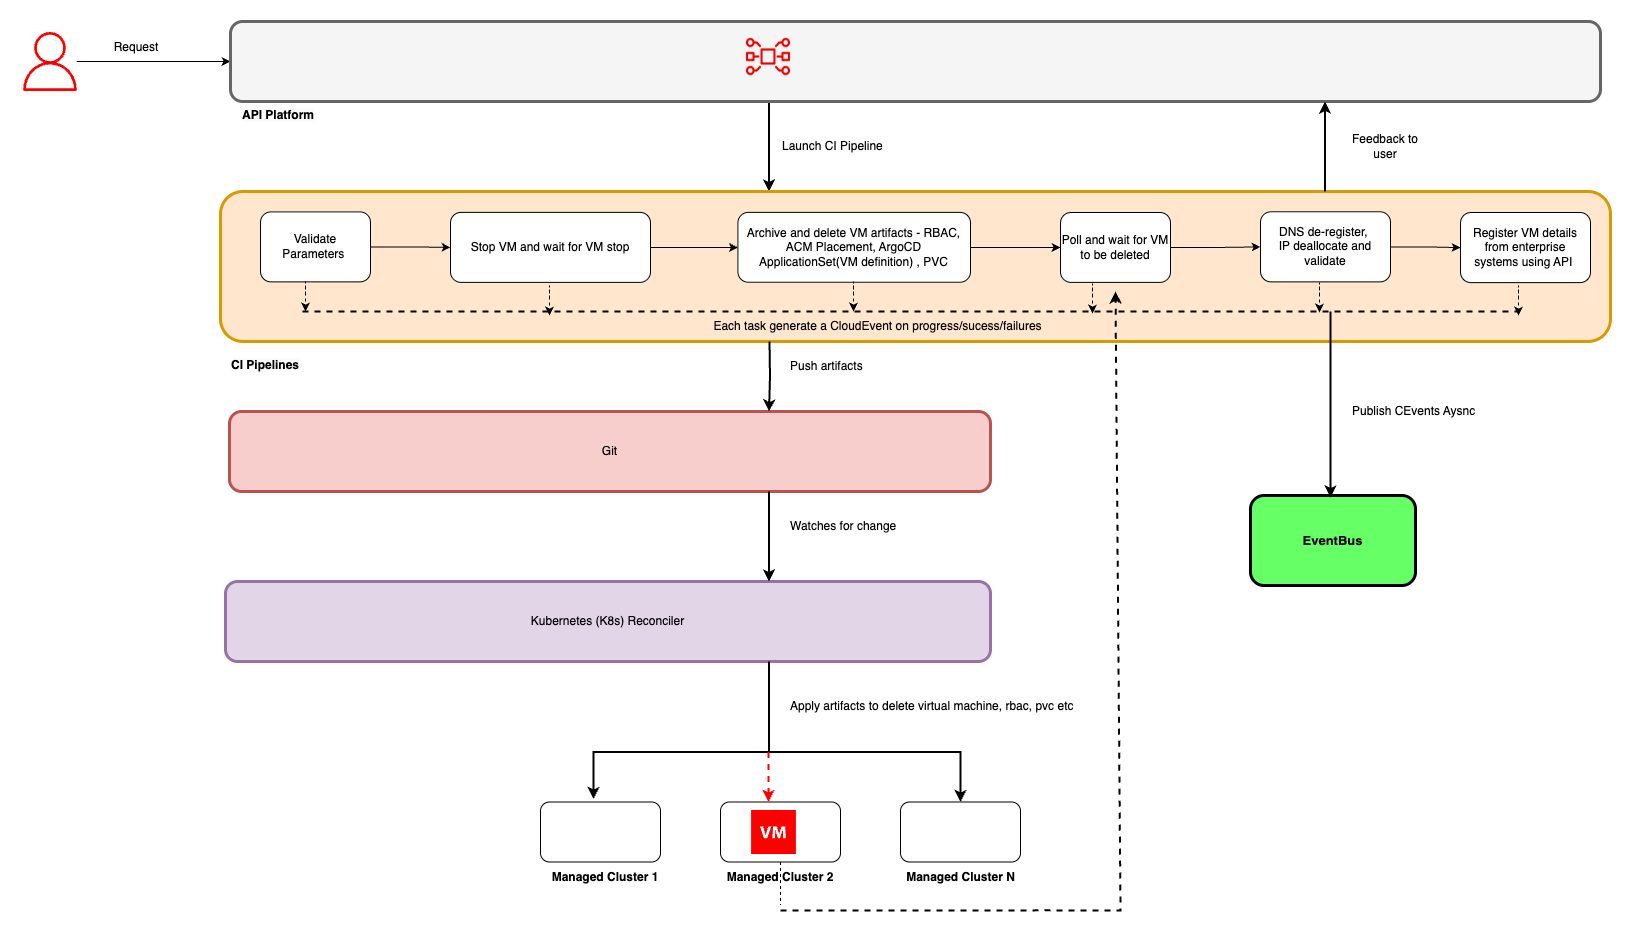 Request
API Platform
Launch CI Pipeline
Feedback to
user
Validate
Parameters
Stop VM and wait for VM stop
Archive and delete VM artifacts - RBAC,
ACM Placement, ArgoCD
ApplicationSet(VM definition) , PVC
Poll and wait for VM
to be deleted
DNS de-register,
IP deallocate and
validate
Register VM details
from enterprise
systems using API
Each task generate a CloudEvent on progress/sucess/failures
CI Pipelines
Push artifacts
Publish CEvents Aysnc
Git
Watches for change
EventBus
Kubernetes (K8s) Reconciler
Apply artifacts to delete virtual machine, rbac, pvc etc
VM
Managed Cluster 1
Managed Cluster 2
Managed Cluster N